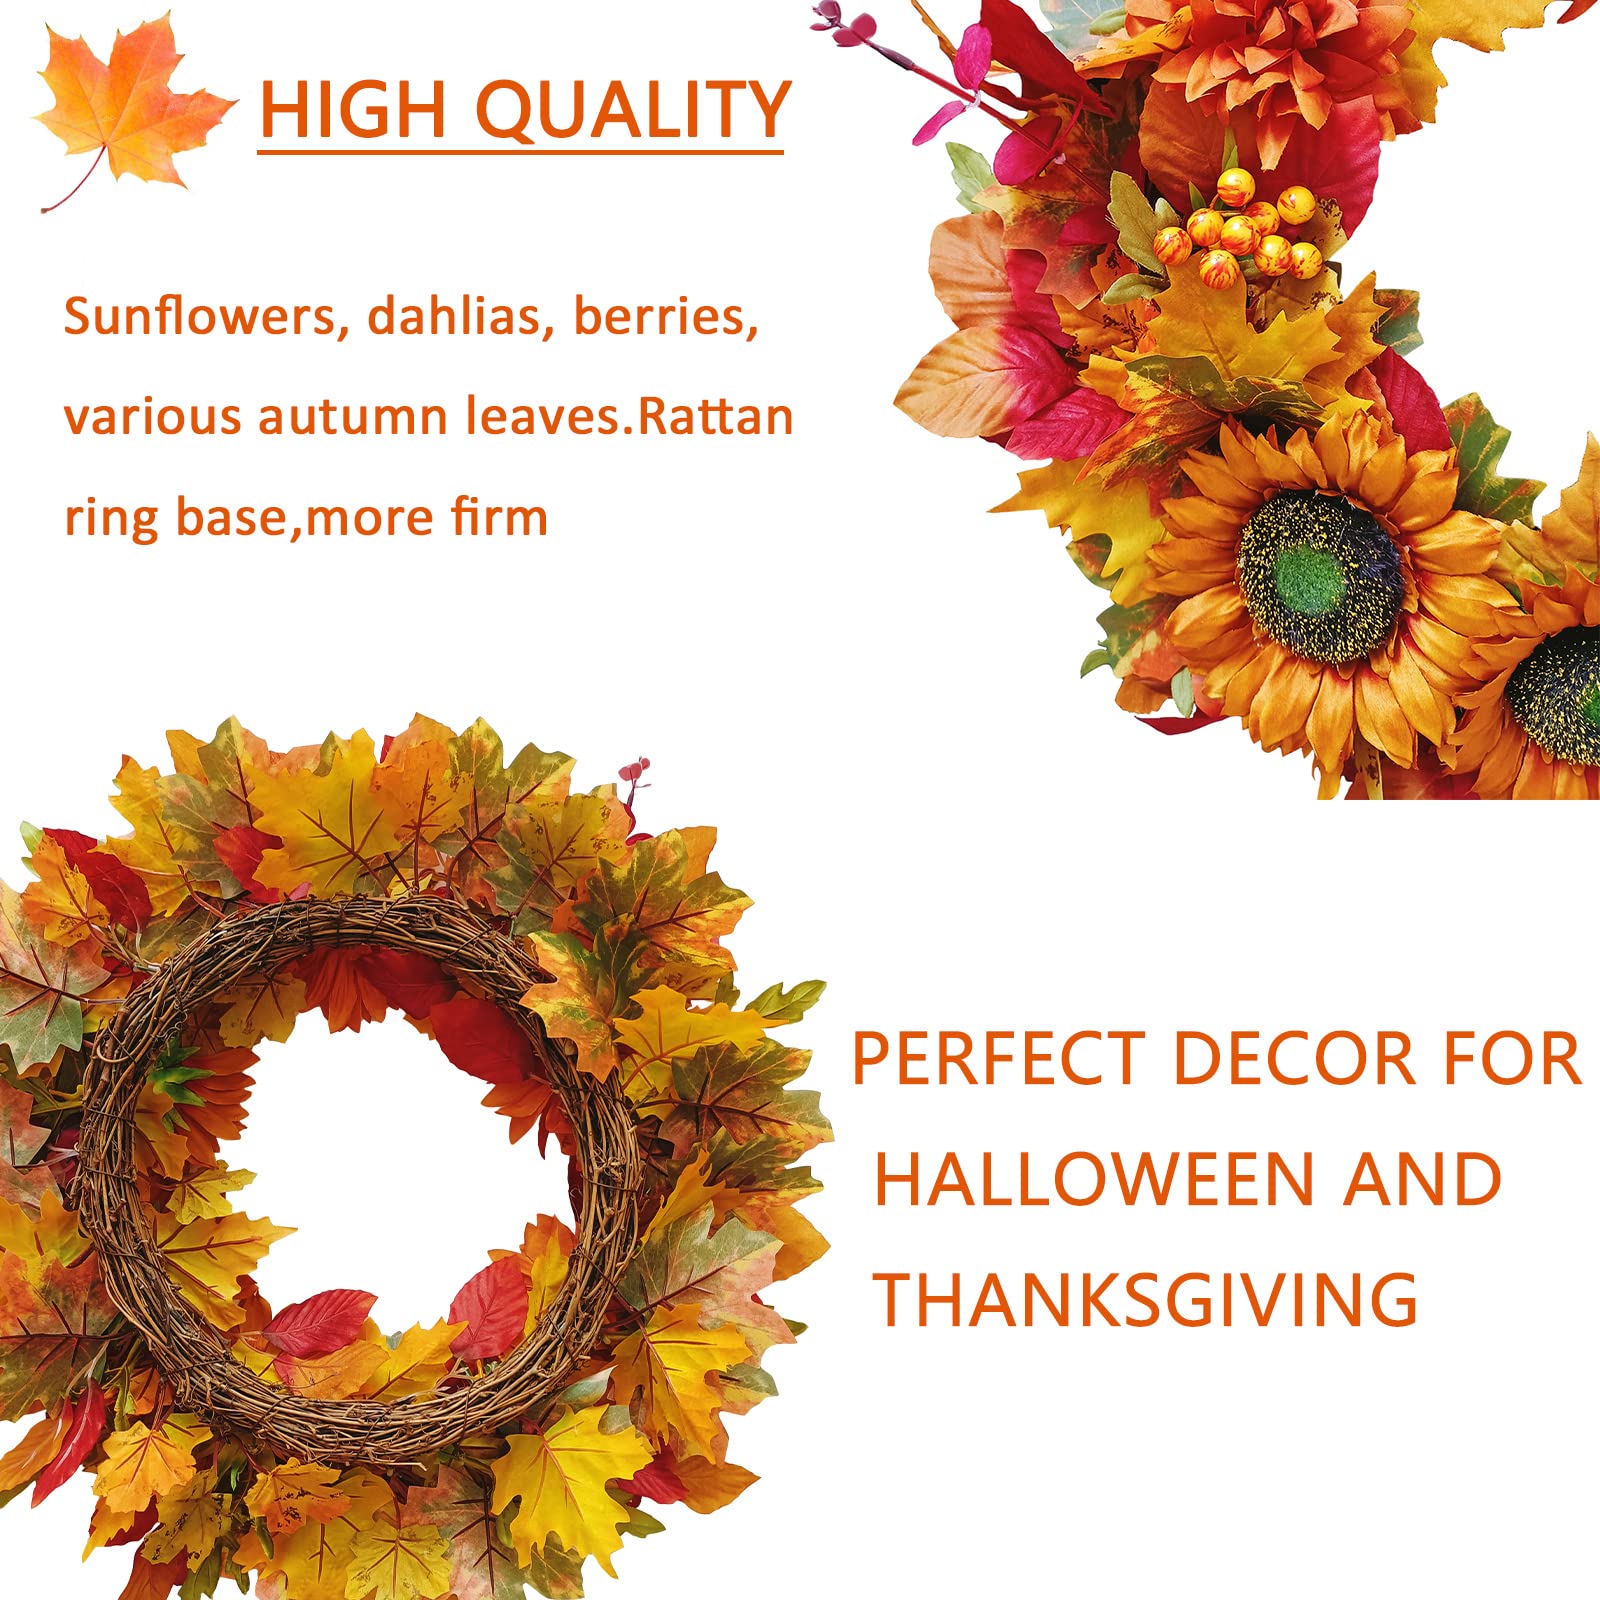 HIGH QUALITY
Sunflowers, dahlias, berries,
various autumn leaves.Rattan
ring base,more firm
PERFECT DECOR FOR
HALLOWEEN AND
THANKSGIVING